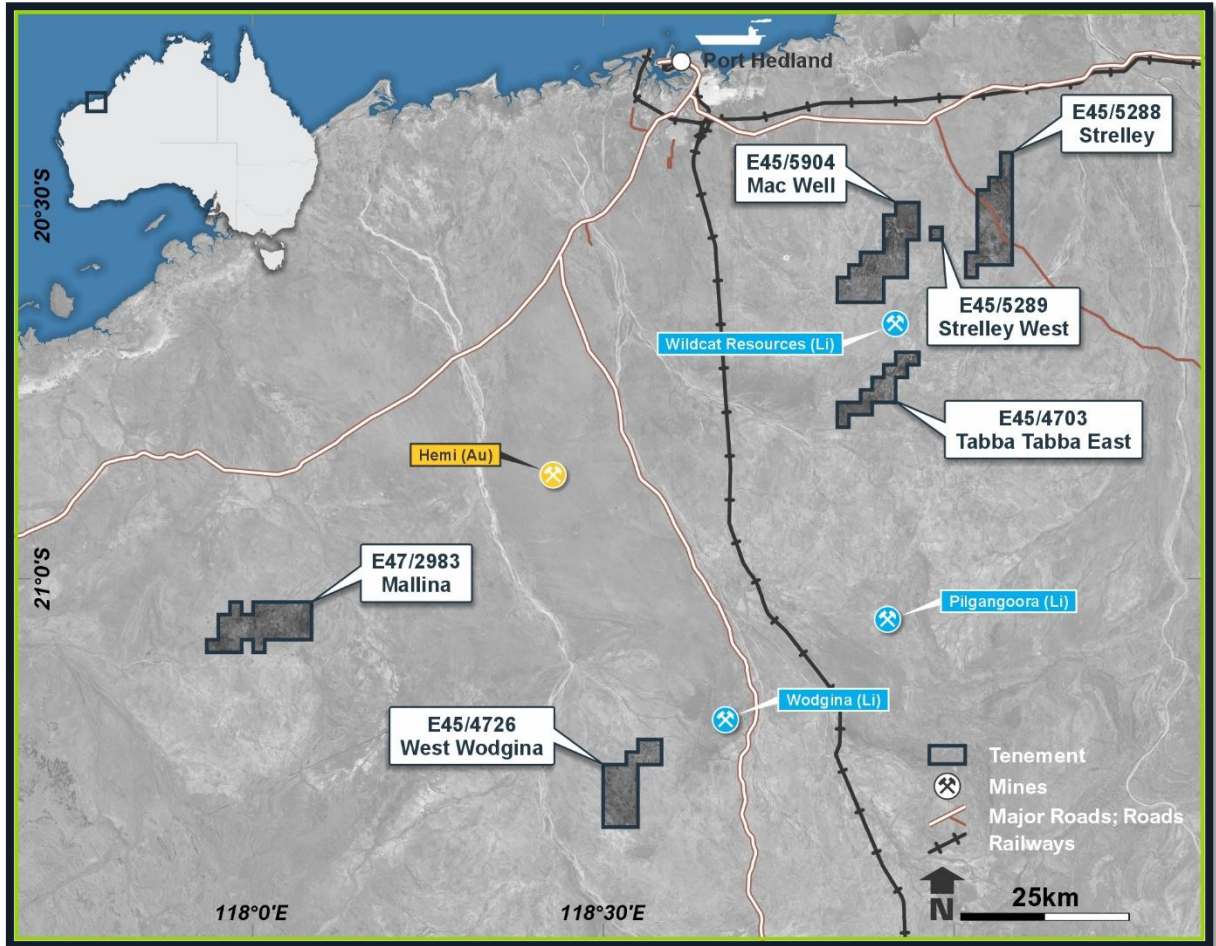 Port Hedland
E45/5288
Strelley
E45/5904
Mac Well
20°30'S
E45/5289
Strelley West
Wildcat Resources (Li)
E45/4703
Tabba Tabba East
Hemi (Au)
21°0'S
E47/2983
Mallina
Pilgangoora (Li)
Wodgina (Li)
E45/4726
West Wodgina
Tenement
Mines
Major Roads; Roads
Railways
118°0'E
118°30'E
N
25km